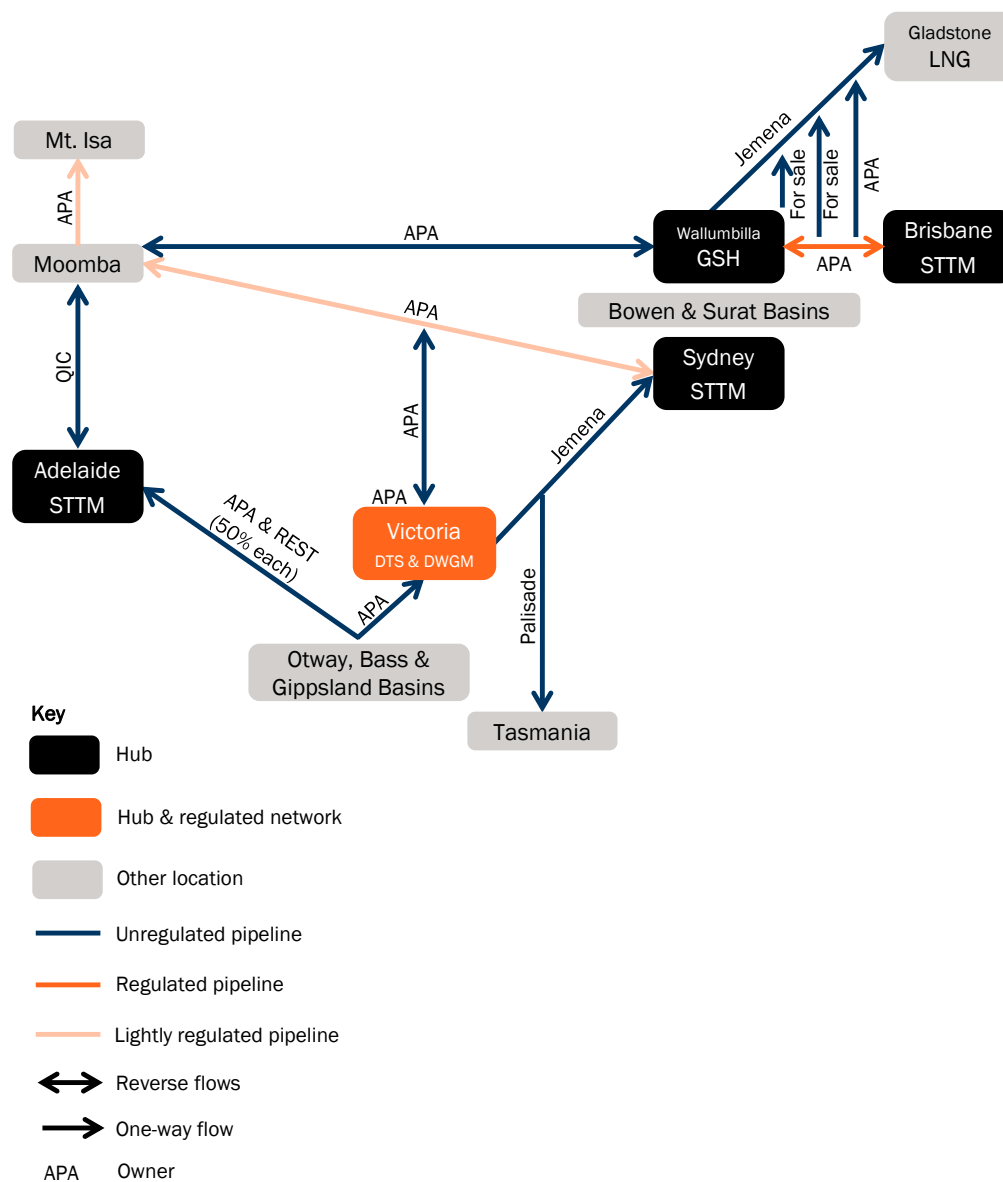 Gladstone
LNG
Mt. Isa
Jemena
For sale
For sale
APA
APA
APA
Wallumbilla
GSH
APA
Brisbane
STTM
Moomba
APA
Bowen & Surat Basins
QIC
APA
Sydney
STTM
Jemena
Adelaide
STTM
APA & REST
(50% each)
APA
Victoria
DTS & DWGM
APA
Palisade
Otway, Bass &
Gippsland Basins
Tasmania
Key
Hub
Hub & regulated network
Other location
Unregulated pipeline
Regulated pipeline
Lightly regulated pipeline
Reverse flows
One-way flow
APA Owner